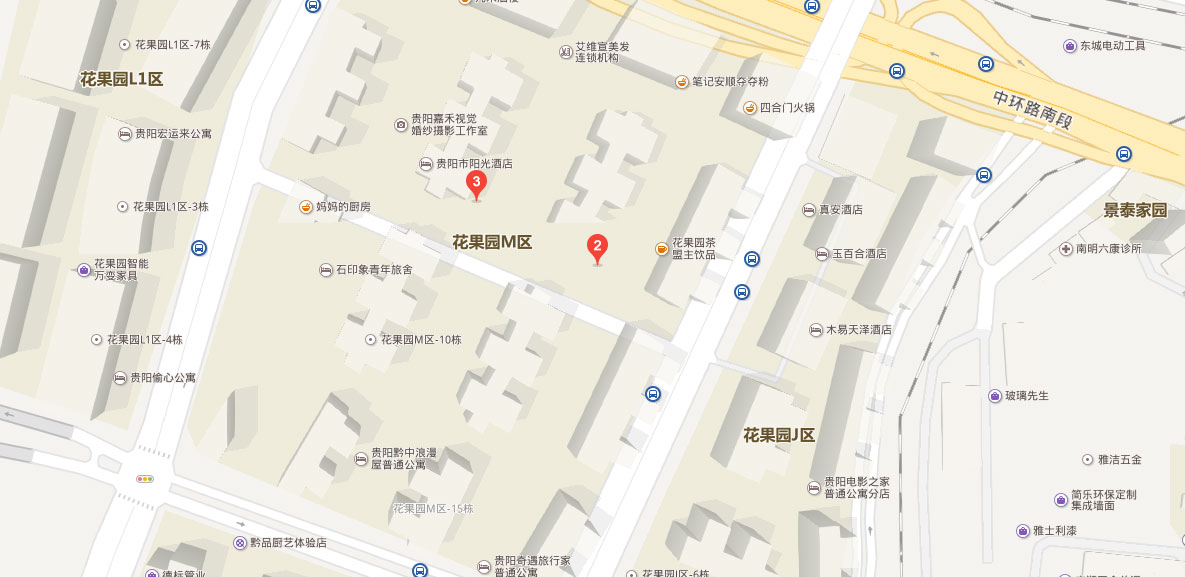 花果园L1区-7栋
艾维宣美发
连锁机构
东城电动工具
花果园L1区
笔记安顺夺夺粉
四合门火锅
中环路南段
贵阳嘉禾视觉
婚纱摄影工作室
贵阳宏运来公寓
贵阳市阳光酒店
3
花果园L1区-3栋
妈妈的厨房
真安酒店
景泰家园
花果园M区
2
花果园茶
盟主饮品
玉百合酒店
南明六康诊所
花果园智能
万变家具
石印象青年旅舍
木易天泽酒店
花果园L1区-4栋
花果园M区-10栋
贵阳偷心公寓
玻璃先生
花果园J区
贵阳黔中浪漫
屋普通公寓
雅洁五金
贵阳电影之家
普通公寓分店
简乐环保定制
集成墙面
花果园M区-15栋
雅士利漆
黔品厨艺体验店
贵阳奇遇旅行家
普通公寓
德标管业
花果园J区-6栋